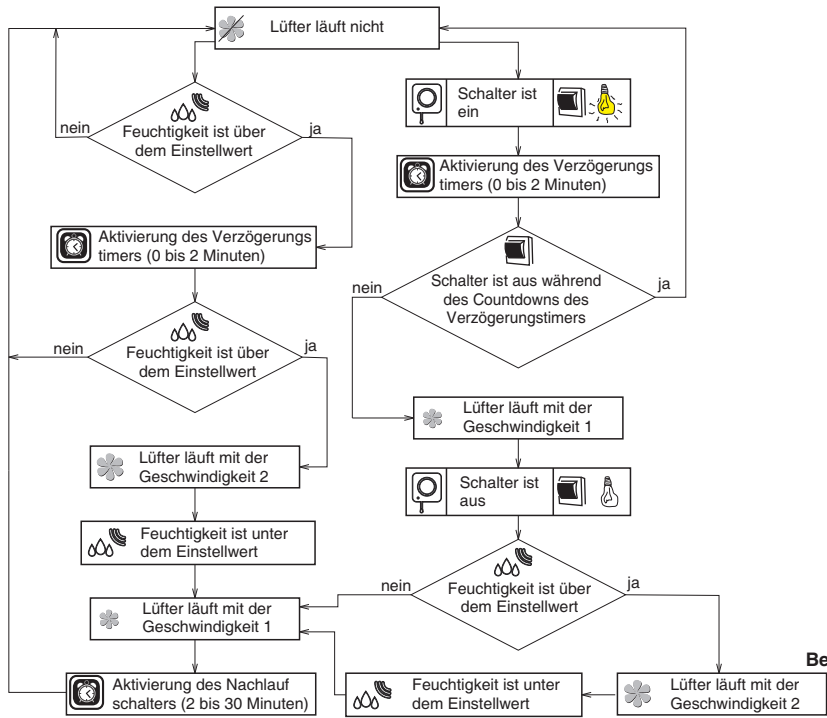 Lüfter läuft nicht
Feuchtigkeit ist über
dem Einstellwert
nein
ja
Aktivierung des Verzögerungs
timers (0 bis 2 Minuten)
Feuchtigkeit ist über
dem Einstellwert
nein
ja
Lüfter läuft mit der
Geschwindigkeit 2
Feuchtigkeit ist unter
dem Einstellwert
Lüfter läuft mit der
Geschwindigkeit 1
Aktivierung des Nachlauf
schalters (2 bis 30 Minuten)
Schalter ist
ein
Aktivierung des Verzögerungs
timers (0 bis 2 Minuten)
Schalter ist aus während
des Countdowns des
Verzögerungstimers
nein
ja
Lüfter läuft mit der
Geschwindigkeit 1
Schalter ist
aus
Feuchtigkeit ist über
dem Einstellwert
nein
ja
Be
Lüfter läuft mit der
Geschwindigkeit 2
Feuchtigkeit ist unter
dem Einstellwert